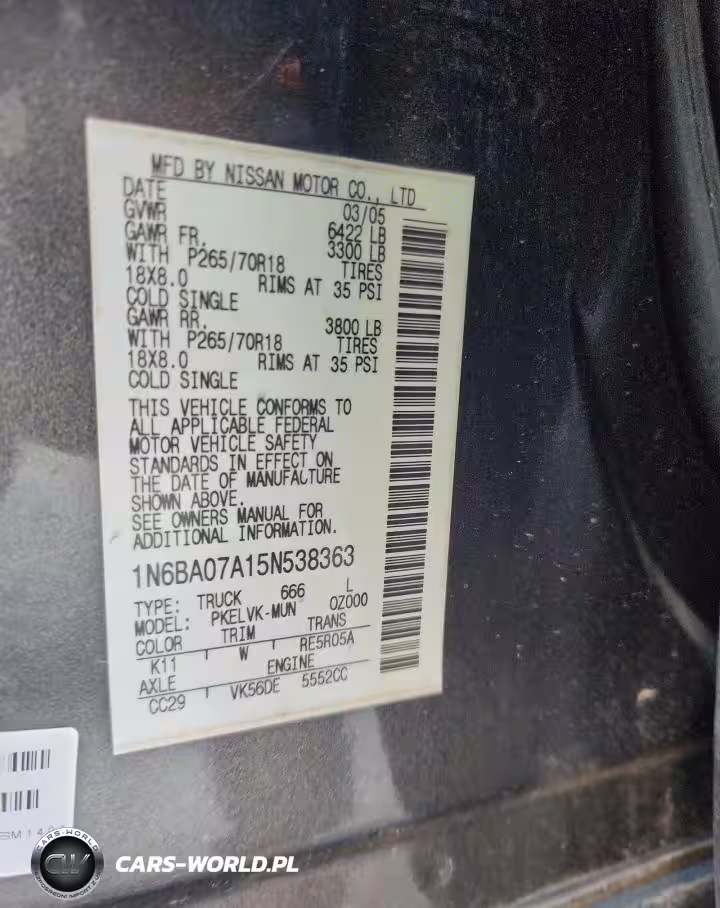 MFD BY NISSAN MOTOR CO., LTD
DATE 03/05
GVWR 6422 LB
GAWR FR. 3300 LB
WITH P265/70R18 TIRES
18X8.0 RIMS AT 35 PSI
COLD SINGLE
GAWR RR. 3800 LB
WITH P265/70R18 TIRES
18X8.0 RIMS AT 35 PSI
COLD SINGLE
THIS VEHICLE CONFORMS TO
ALL APPLICABLE FEDERAL
MOTOR VEHICLE SAFETY
STANDARDS IN EFFECT ON
THE DATE OF MANUFACTURE
SHOWN ABOVE.
SEE OWNERS MANUAL FOR
ADDITIONAL INFORMATION.
1N6BA07A15N538363
TYPE: TRUCK 666 L
MODEL: PKELVK-MUN OZ000
COLOR TRIM TRANS
K11 W RE5R05A
AXLE ENGINE
CC29 VK56DE 5552CC
CARS-WORLD
CW
CARS-WORLD.PL